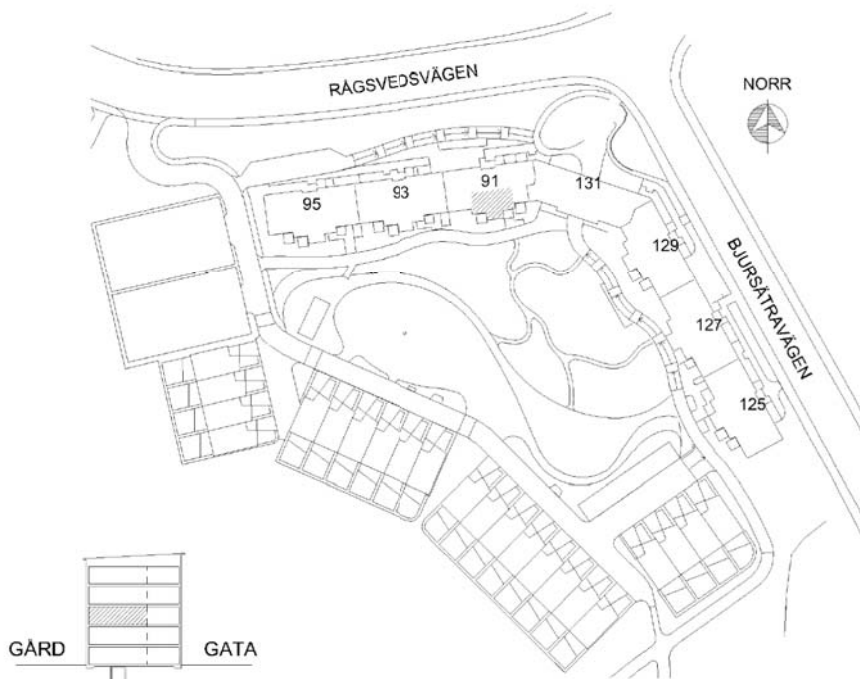 RÅGSVEDSVÄGEN
NORR
91
131
93
95
129
BJURSÄTRAVÄGEN
127
125
GÅRD
GATA